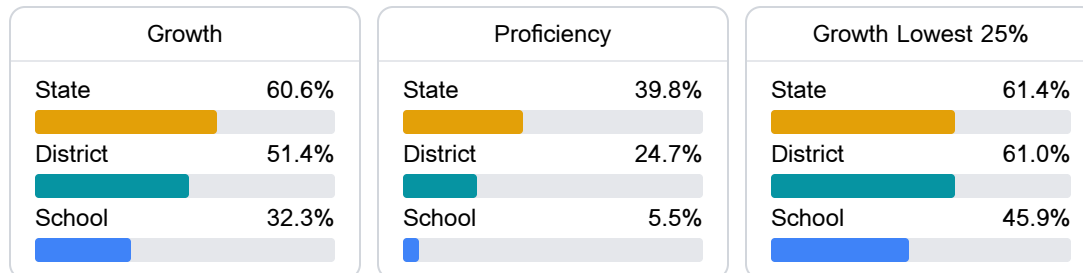 Growth
State 60.6%
District 51.4%
School 32.3%
Proficiency
State 39.8%
District 24.7%
School 5.5%
Growth Lowest 25%
State 61.4%
District 61.0%
School 45.9%